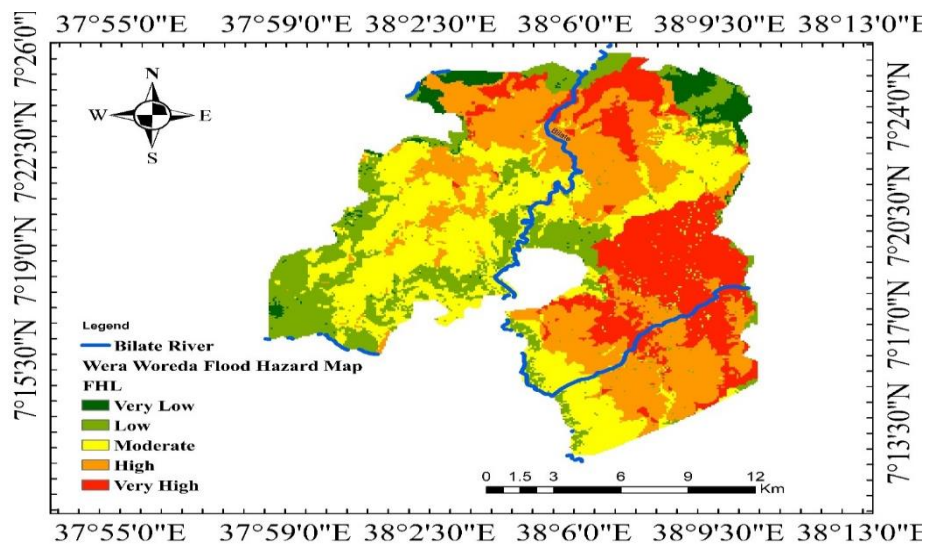 37°55'0"E 37°59'0"E 38°2'30"E 38°6'0"E 38°9'30"E 38°13'0"E
7°26'0"
7°22'30"N
7°19'0"N
7°15'30"N
N
W E
S
Bilate
7°24'0"N
7°20'30"N
7°17'0"N
7°13'30"N
Legend
Bilate River
Wera Woreda Flood Hazard Map
FHL
Very Low
Low
Moderate
High
Very High
0 1.5 3 6 9 12
Km
37°55'0"E 37°59'0"E 38°2'30"E 38°6'0"E 38°9'30"E 38°13'0"E